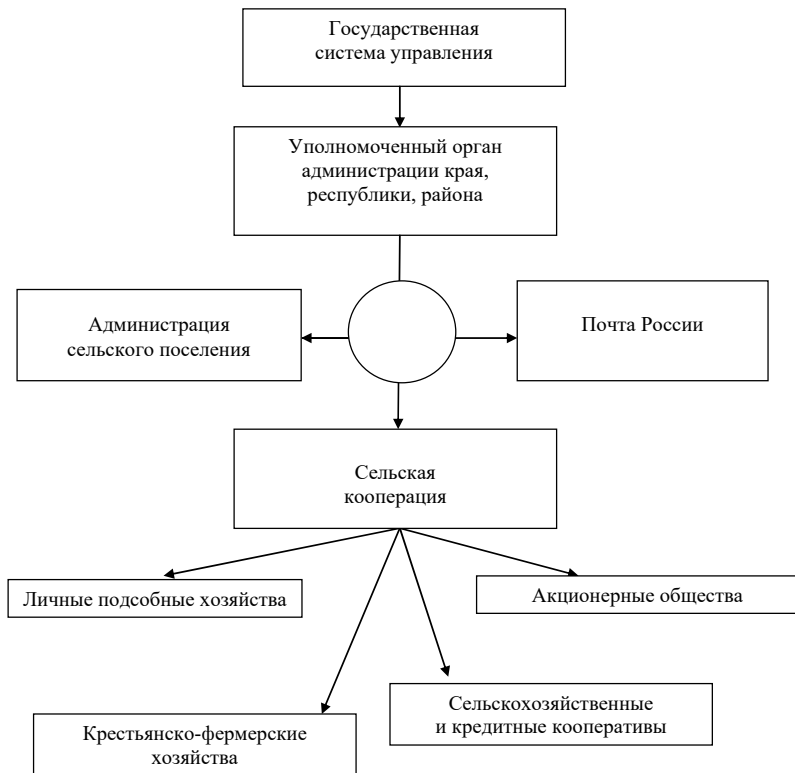 Государственная
система управления
Уполномоченный орган
администрации края,
республики, района
Администрация
сельского поселения
Почта России
Сельская
кооперация
Личные подсобные хозяйства
Акционерные общества
Крестьянско-фермерские
хозяйства
Сельскохозяйственные
и кредитные кооперативы